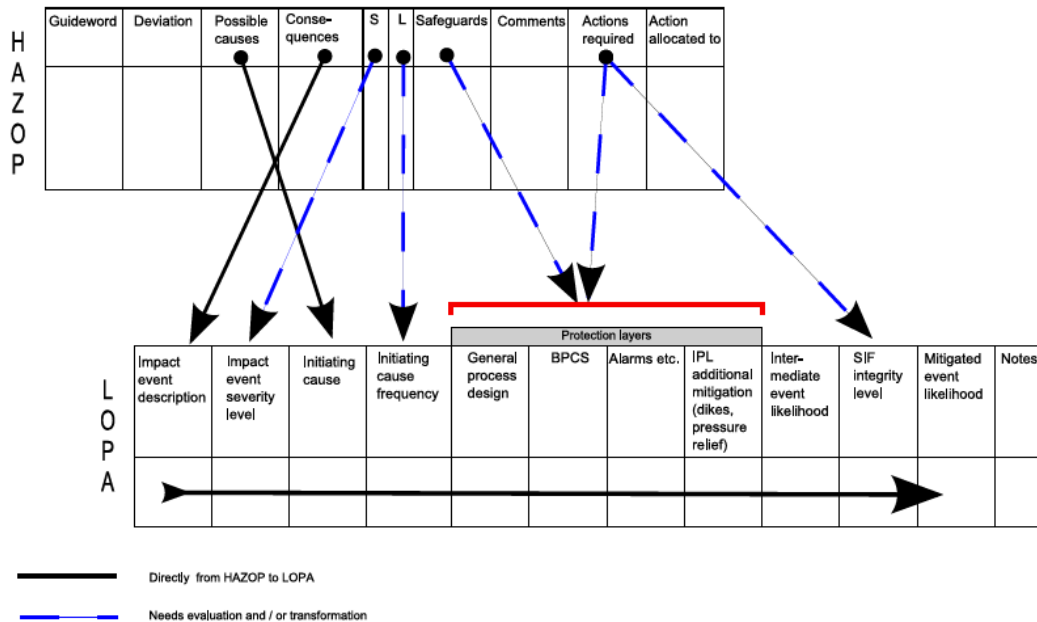 HAZOP
Guideword
Deviation
Possible
causes
Conse-
quences
S
L
Safeguards
Comments
Actions
required
Action
allocated to
LOPA
Protection layers
Impact
event
description
Impact
event
severity
level
Initiating
cause
Initiating
cause
frequency
General
process
design
BPCS
Alarms etc.
IPL
additional
mitigation
(dikes,
pressure
relief)
Inter-
mediate
event
likelihood
SIF
integrity
level
Mitigated
event
likelihood
Notes
Directly from HAZOP to LOPA
Needs evaluation and / or transformation